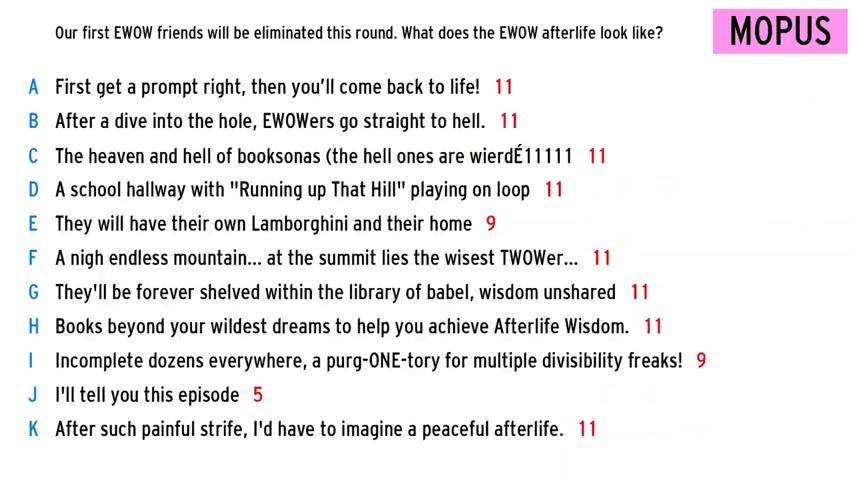 Our first EWOW friends will be eliminated this round. What does the EWOW afterlife look like?
MOPUS
A First get a prompt right, then you'll come back to life! 11
B After a dive into the hole, EWOWers go straight to hell. 11
C The heaven and hell of booksonas (the hell ones are wierdÉ11111 11
D A school hallway with "Running up That Hill" playing on loop 11
E They will have their own Lamborghini and their home 9
F A nigh endless mountain... at the summit lies the wisest TWOWer... 11
G They'll be forever shelved within the library of babel, wisdom unshared 11
H Books beyond your wildest dreams to help you achieve Afterlife Wisdom. 11
I Incomplete dozens everywhere, a purg-ONE-tory for multiple divisibility freaks! 9
J I'll tell you this episode 5
K After such painful strife, I'd have to imagine a peaceful afterlife. 11